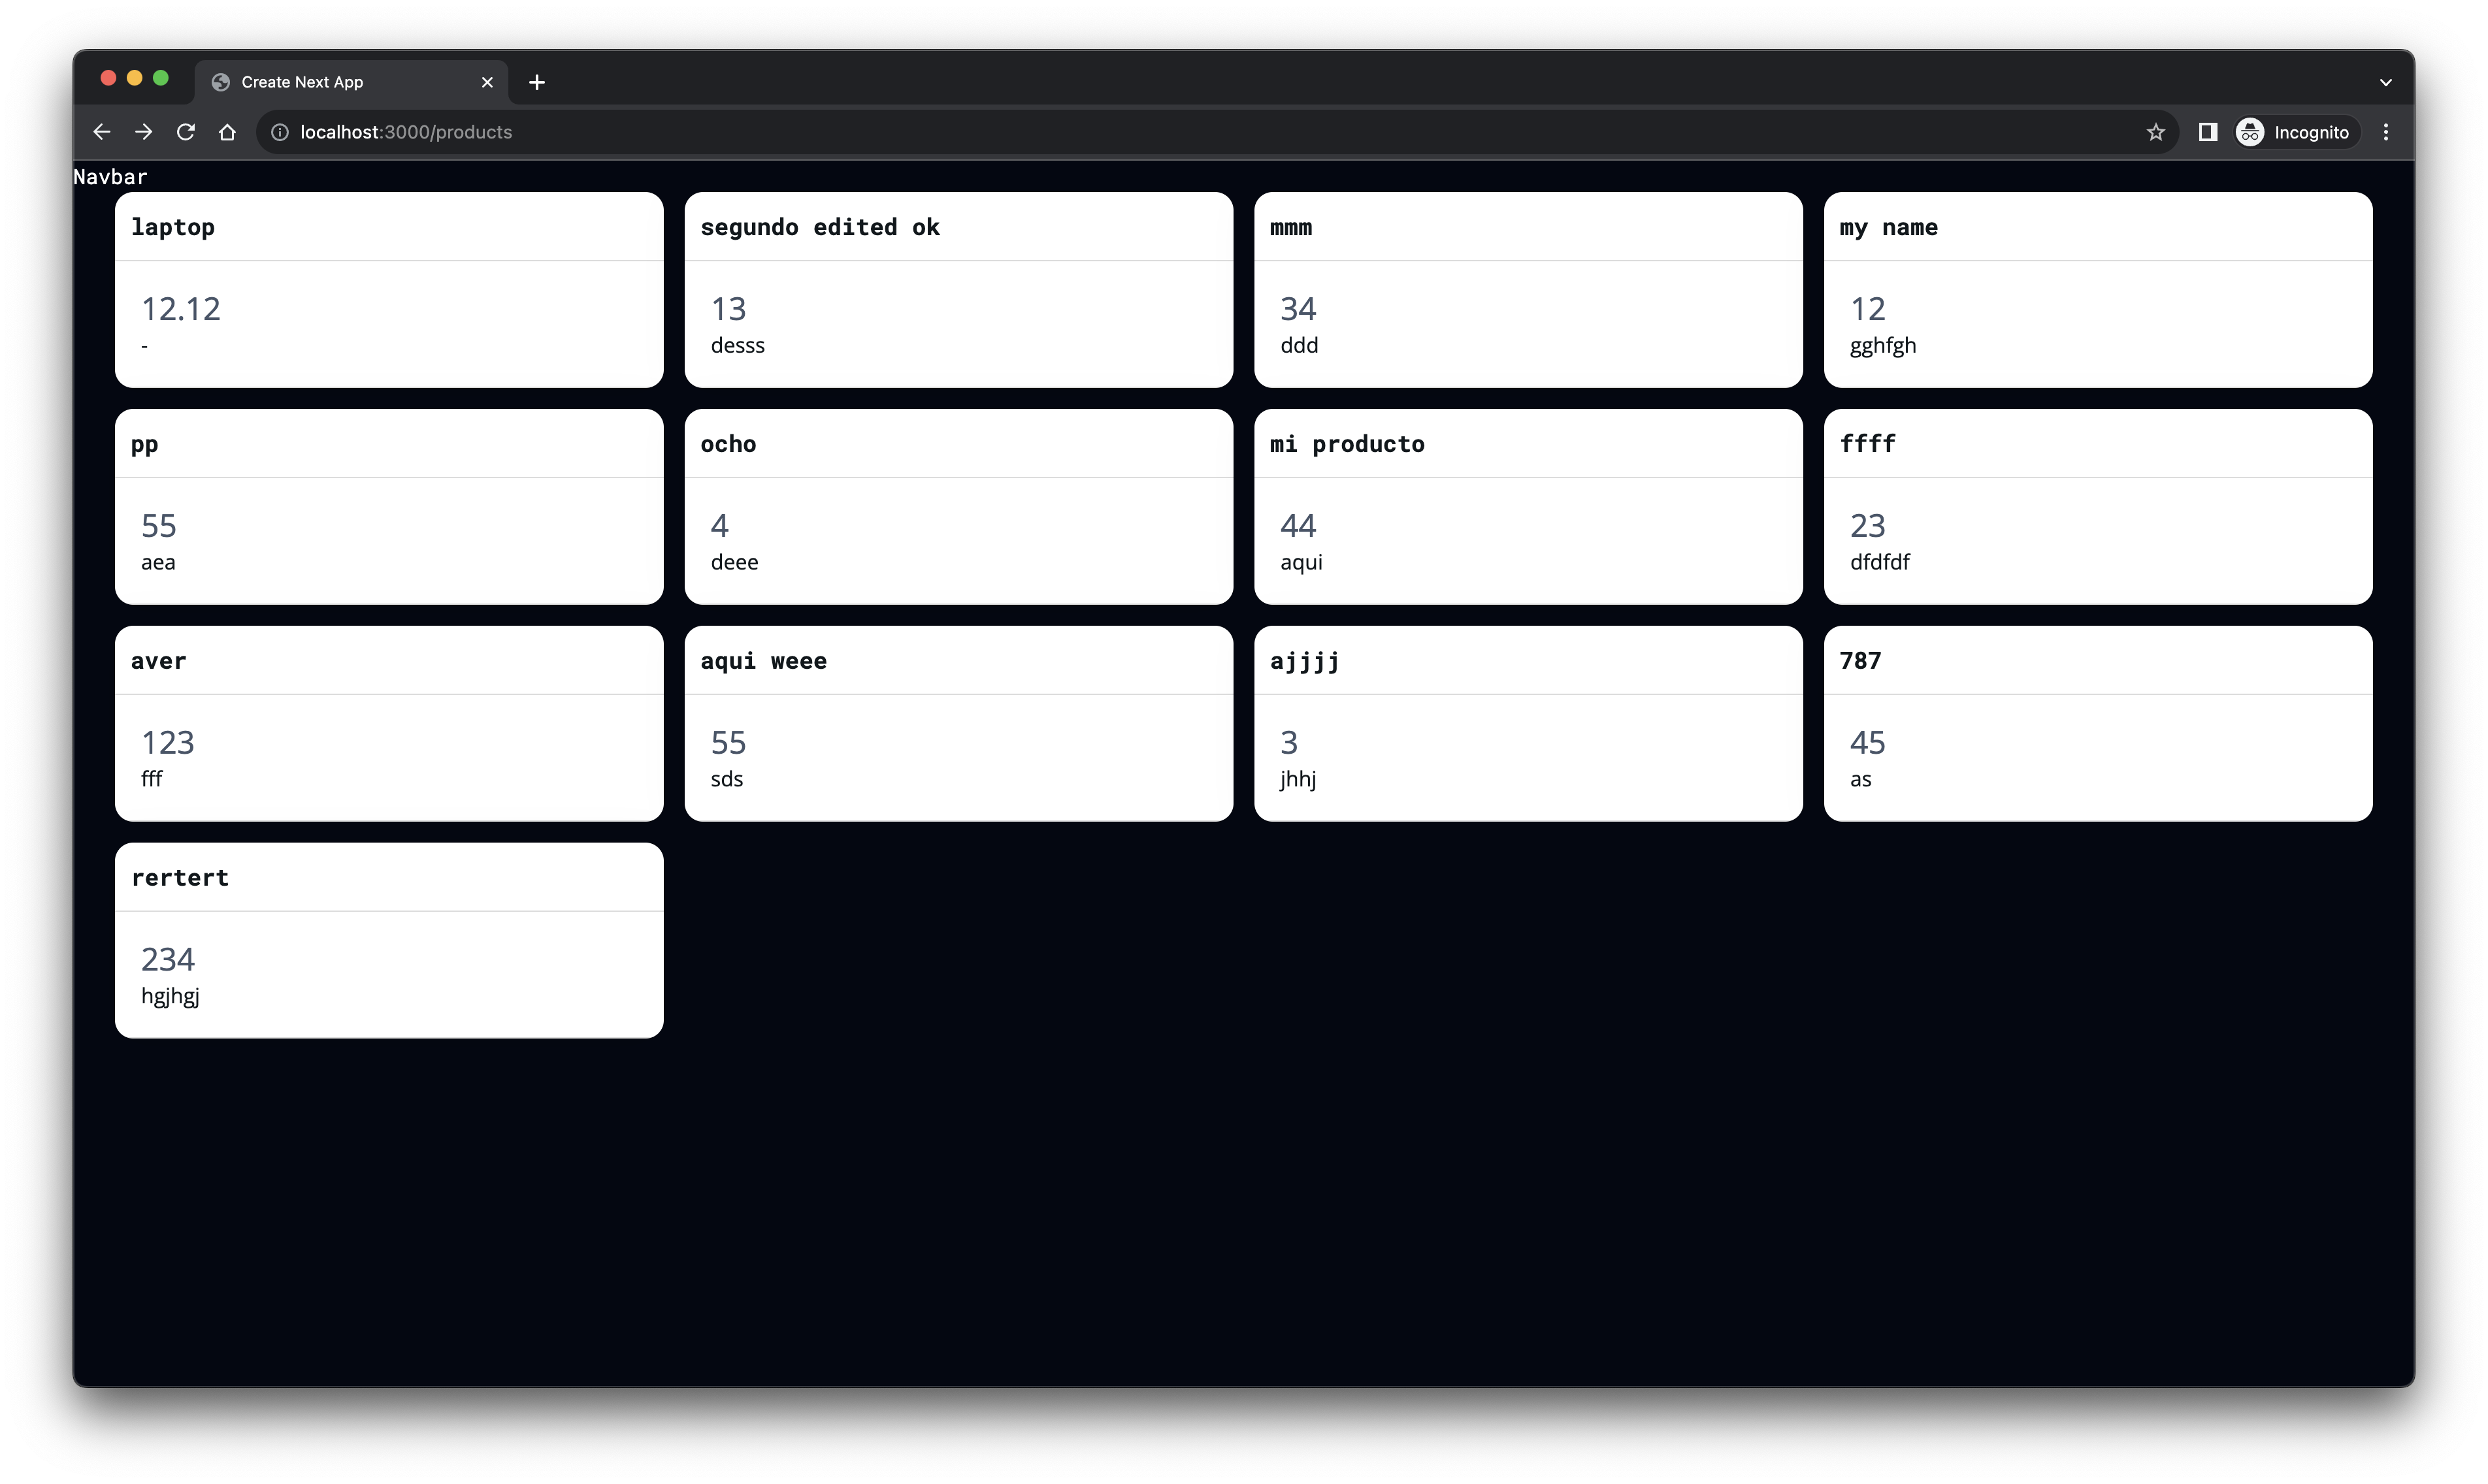 Create Next App
localhost:3000/products
Incognito
Navbar
laptop
12.12
-
segundo edited ok
13
desss
mmm
34
ddd
my name
12
gghfgh
pp
55
aea
ocho
4
deee
mi producto
44
aqui
ffff
23
dfdfdf
aver
123
fff
aqui weee
55
sds
ajjjj
3
jhhj
787
45
as
rertert
234
hgjhgj